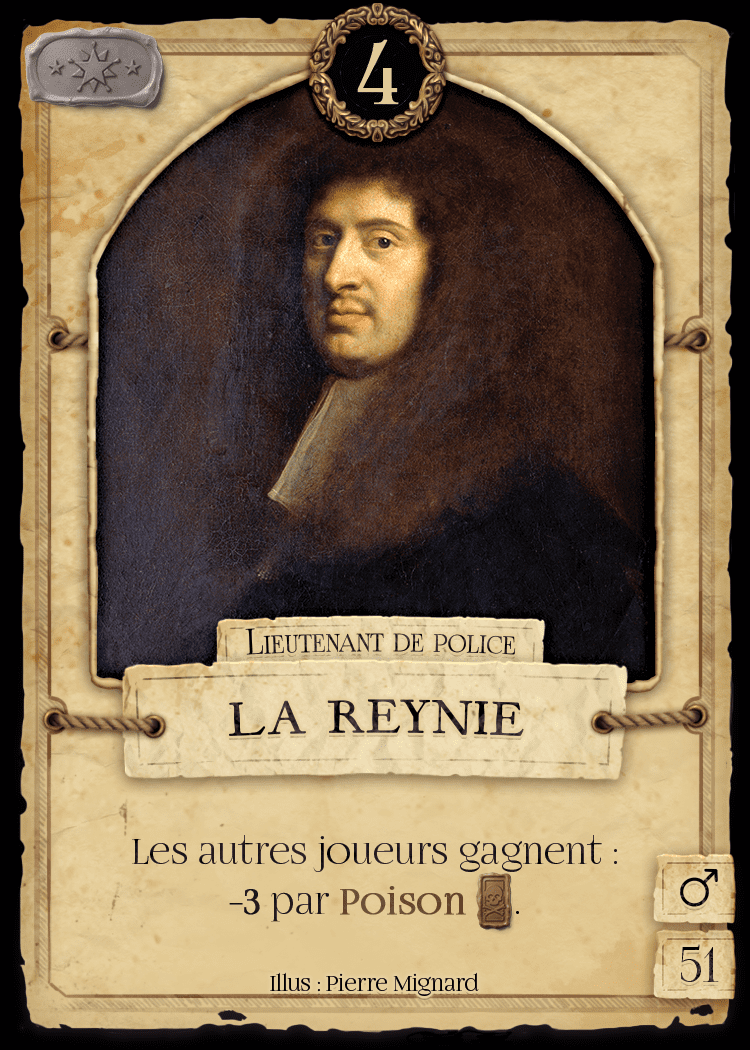 4
Lieutenant de police
LA REYNIE
Les autres joueurs gagnent :
-3 par Poison .
♂
51
Illus : Pierre Mignard